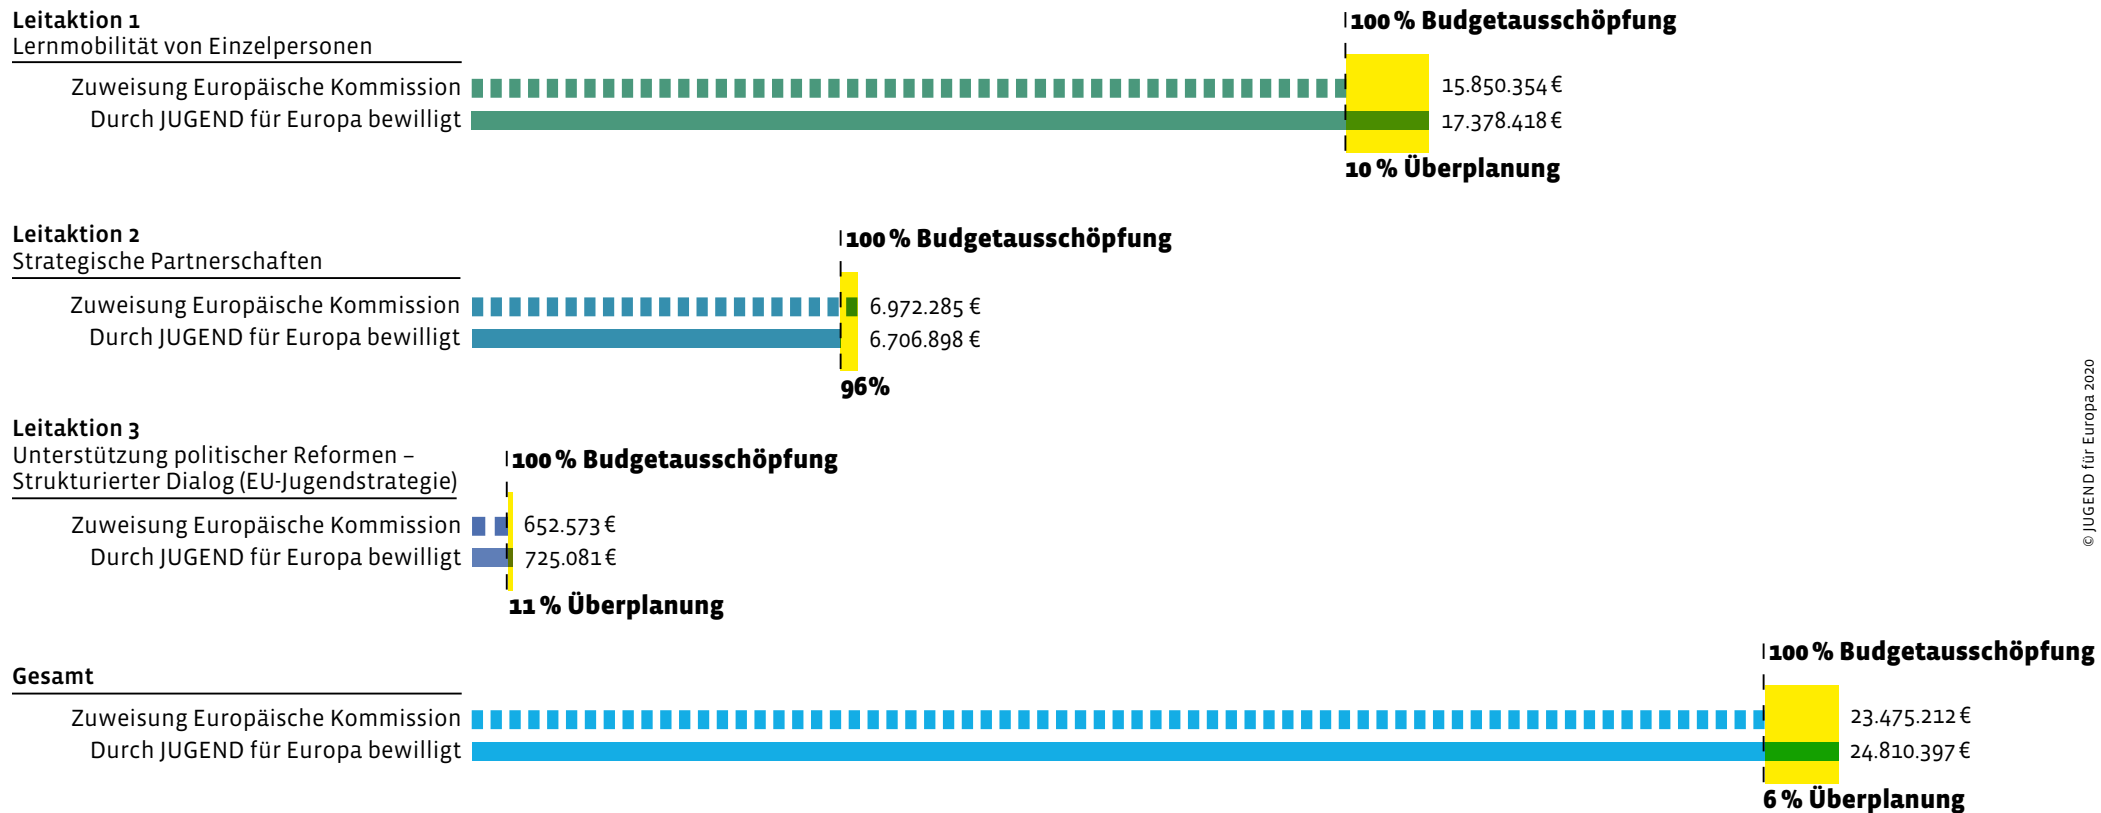 Leitaktion 1
Lernmobilität von Einzelpersonen
100 % Budgetausschöpfung
Zuweisung Europäische Kommission 15.850.354 €
Durch JUGEND für Europa bewilligt 17.378.418 €
10 % Überplanung
Leitaktion 2
Strategische Partnerschaften
100 % Budgetausschöpfung
Zuweisung Europäische Kommission 6.972.285 €
Durch JUGEND für Europa bewilligt 6.706.898 €
96%
Leitaktion 3
Unterstützung politischer Reformen –
Strukturierter Dialog (EU-Jugendstrategie)
100 % Budgetausschöpfung
Zuweisung Europäische Kommission 652.573 €
Durch JUGEND für Europa bewilligt 725.081 €
11 % Überplanung
Gesamt
100 % Budgetausschöpfung
Zuweisung Europäische Kommission 23.475.212 €
Durch JUGEND für Europa bewilligt 24.810.397 €
6 % Überplanung
© JUGEND für Europa 2020